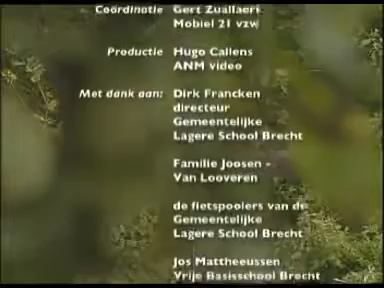 Coördinatie Gert Zuallaert
Mobiel 21 vzw
Productie Hugo Callens
ANM video
Met dank aan: Dirk Francken
directeur
Gemeentelijke
Lagere School Brecht
Familie Joosen -
Van Looveren
de fietspoolers van de
Gemeentelijke
Lagere School Brecht
Jos Mattheeussen
Vrije Basisschool Brecht